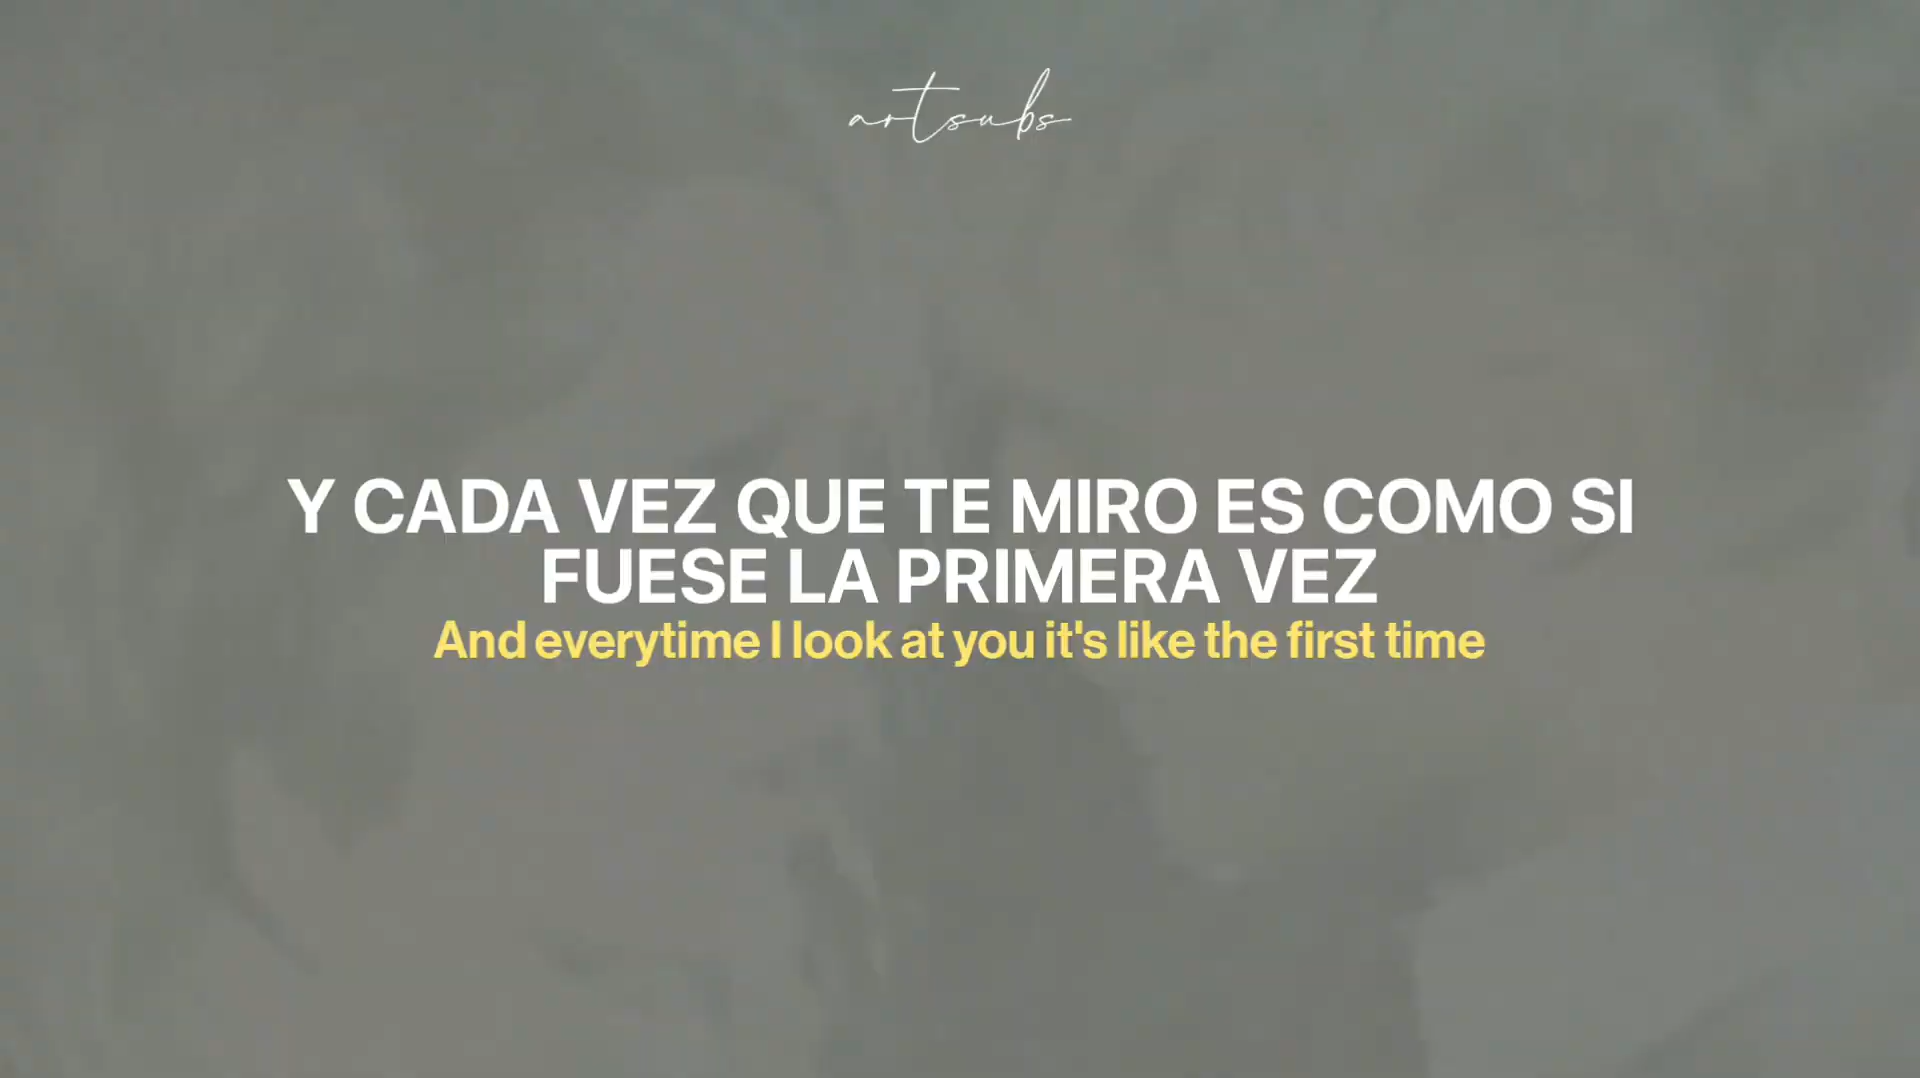 artsubs
Y CADA VEZ QUE TE MIRO ES COMO SI
FUESE LA PRIMERA VEZ
And everytime I look at you it's like the first time